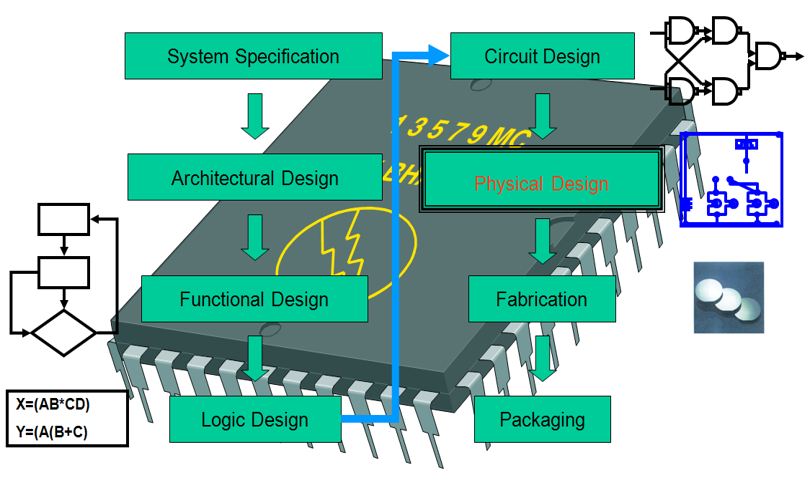 System Specification
Architectural Design
Functional Design
Logic Design
Circuit Design
Physical Design
Fabrication
Packaging
13579MC
X=(AB*CD)
Y=(A(B+C)